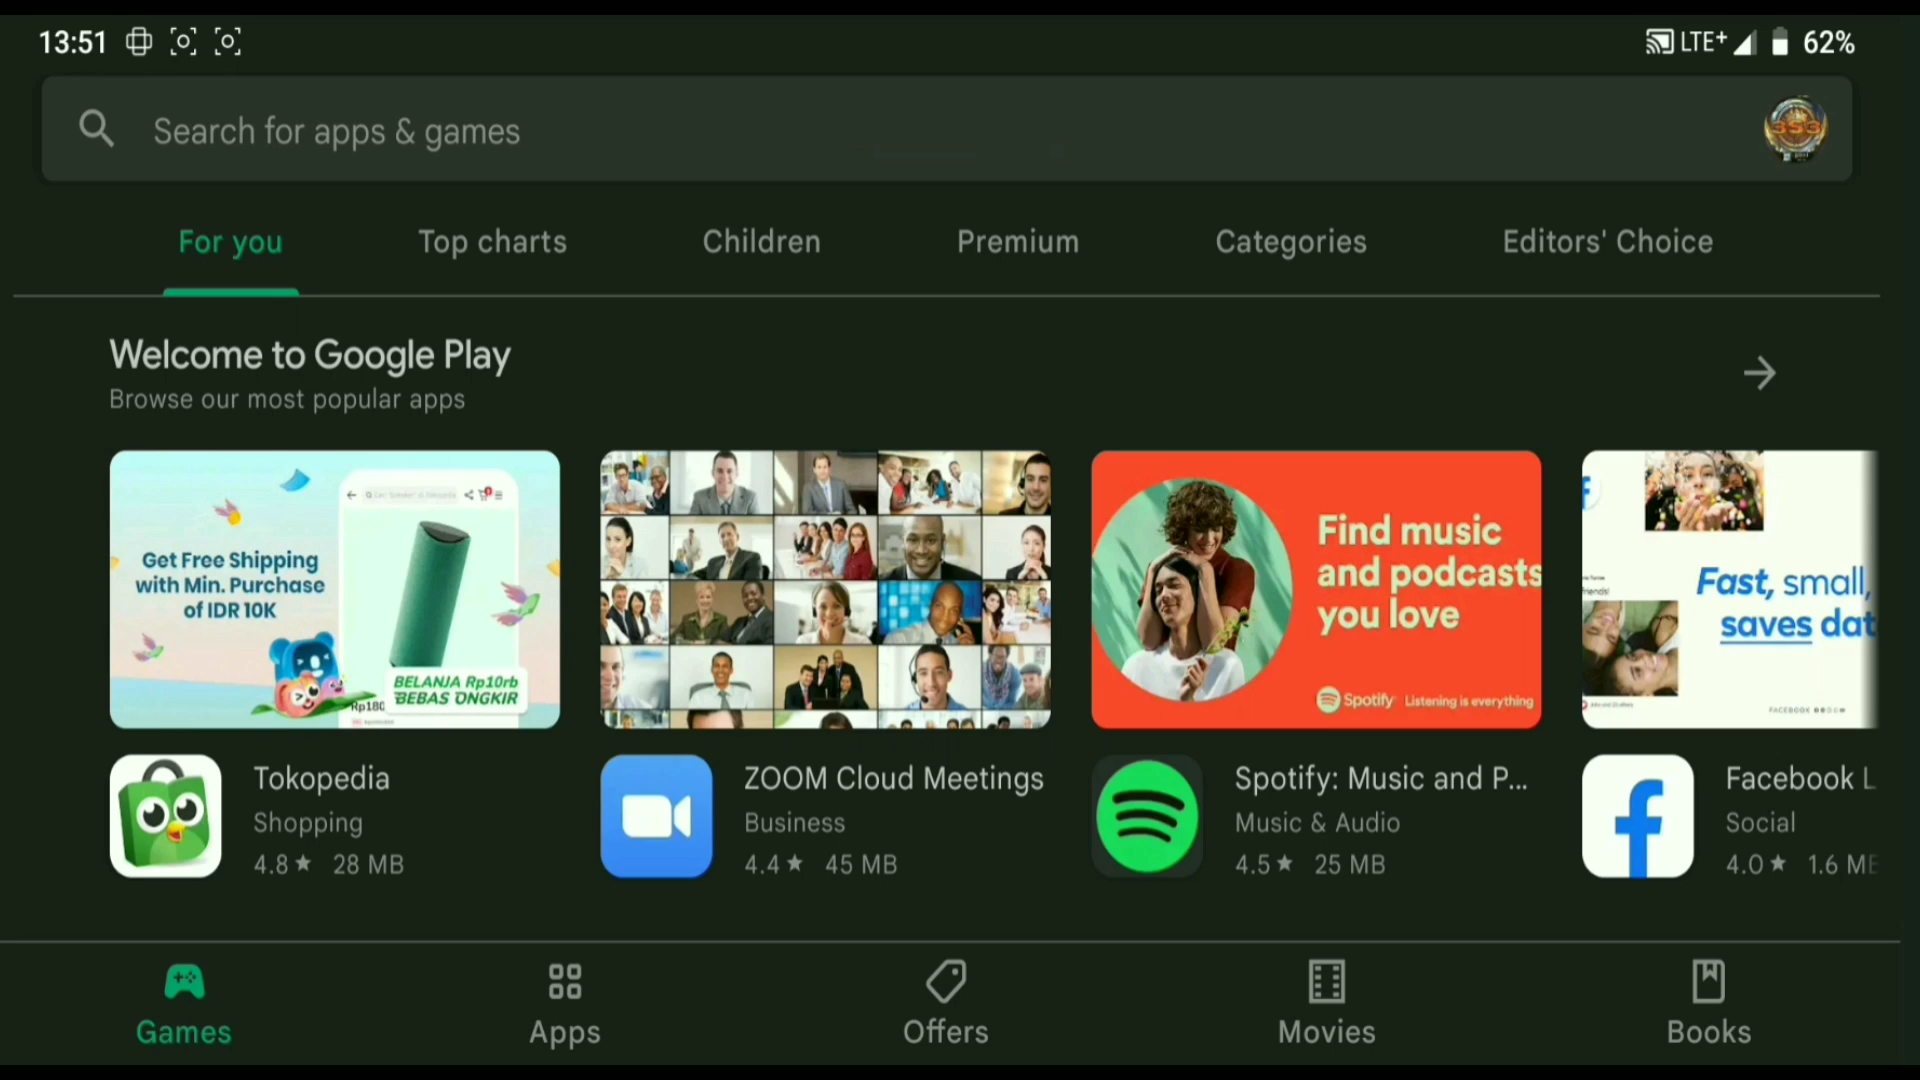 13:51
LTE+ 62%
Search for apps & games
353
For you Top charts Children Premium Categories Editors' Choice
Welcome to Google Play
Browse our most popular apps
Get Free Shipping
with Min. Purchase
of IDR 10K
BELANJA Rp10rb
BEBAS ONGKIR
Rp180
Find music
and podcasts
you love
Spotify Listening is everything
Fast, small,
saves dat
FACEBOOK
Tokopedia
Shopping
4.8★ 28 MB
ZOOM Cloud Meetings
Business
4.4★ 45 MB
Spotify: Music and P...
Music & Audio
4.5★ 25 MB
Facebook L
Social
4.0★ 1.6 MB
Games Apps Offers Movies Books